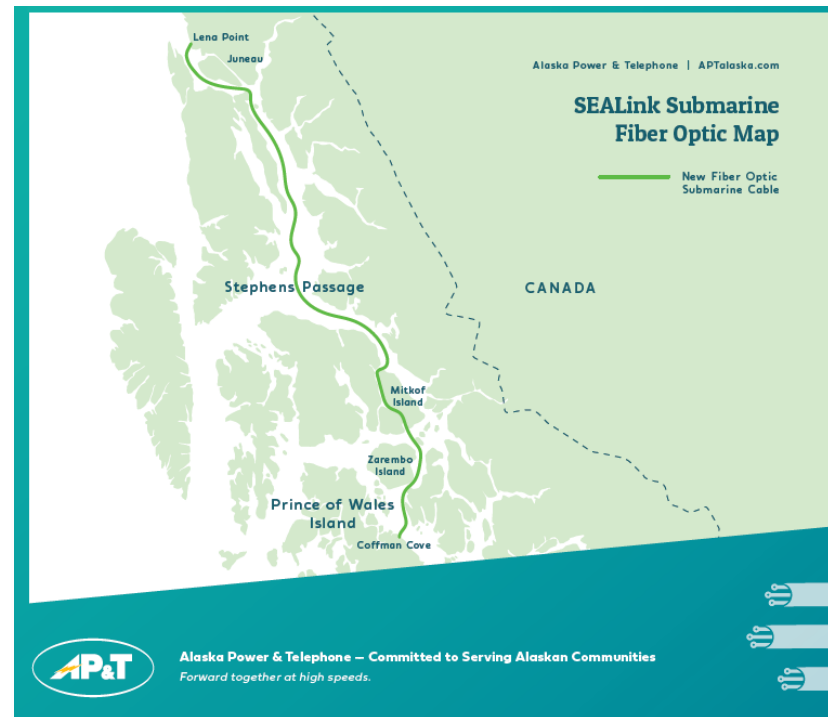 Lena Point
Juneau
Alaska Power & Telephone | APTalaska.com
SEALink Submarine
Fiber Optic Map
New Fiber Optic
Submarine Cable
Stephens Passage
CANADA
Mitkof
Island
Zarembo
Island
Prince of Wales
Island
Coffman Cove
AP&T
Alaska Power & Telephone – Committed to Serving Alaskan Communities
Forward together at high speeds.